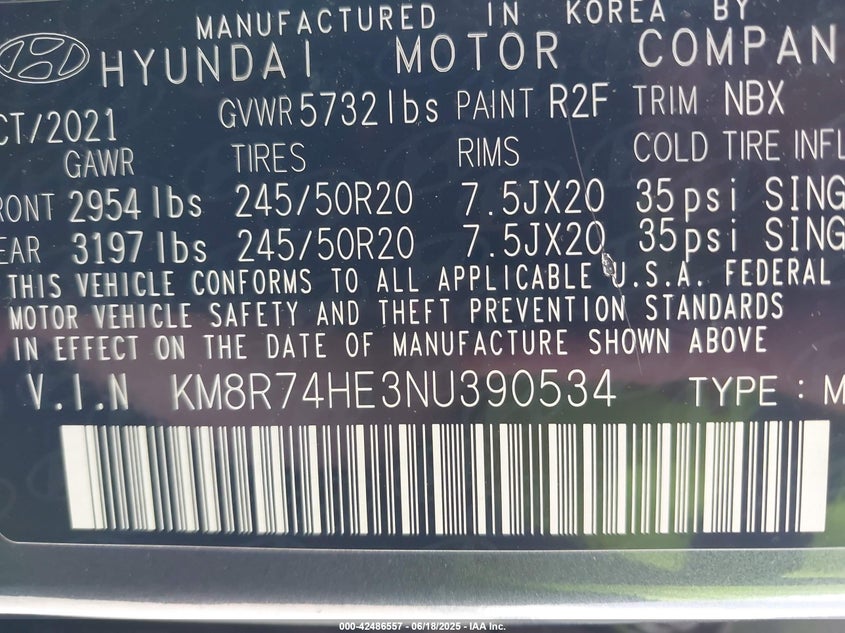 MANUFACTURED IN KOREA BY
HYUNDAI MOTOR COMPAN
CT/2021 GVWR 5732 lbs PAINT R2F TRIM NBX
GAWR TIRES RIMS COLD TIRE INFL
RONT 2954 lbs 245/50R20 7.5JX20 35psi SING
EAR 3197 lbs 245/50R20 7.5JX20 35psi SING
THIS VEHICLE CONFORMS TO ALL APPLICABLE U.S.A. FEDERAL
MOTOR VEHICLE SAFETY AND THEFT PREVENTION STANDARDS
IN EFFECT ON THE DATE OF MANUFACTURE SHOWN ABOVE
V.I.N KM8R74HE3NU390534 TYPE : M
000-42486557 - 06/18/2025 - IAA Inc.